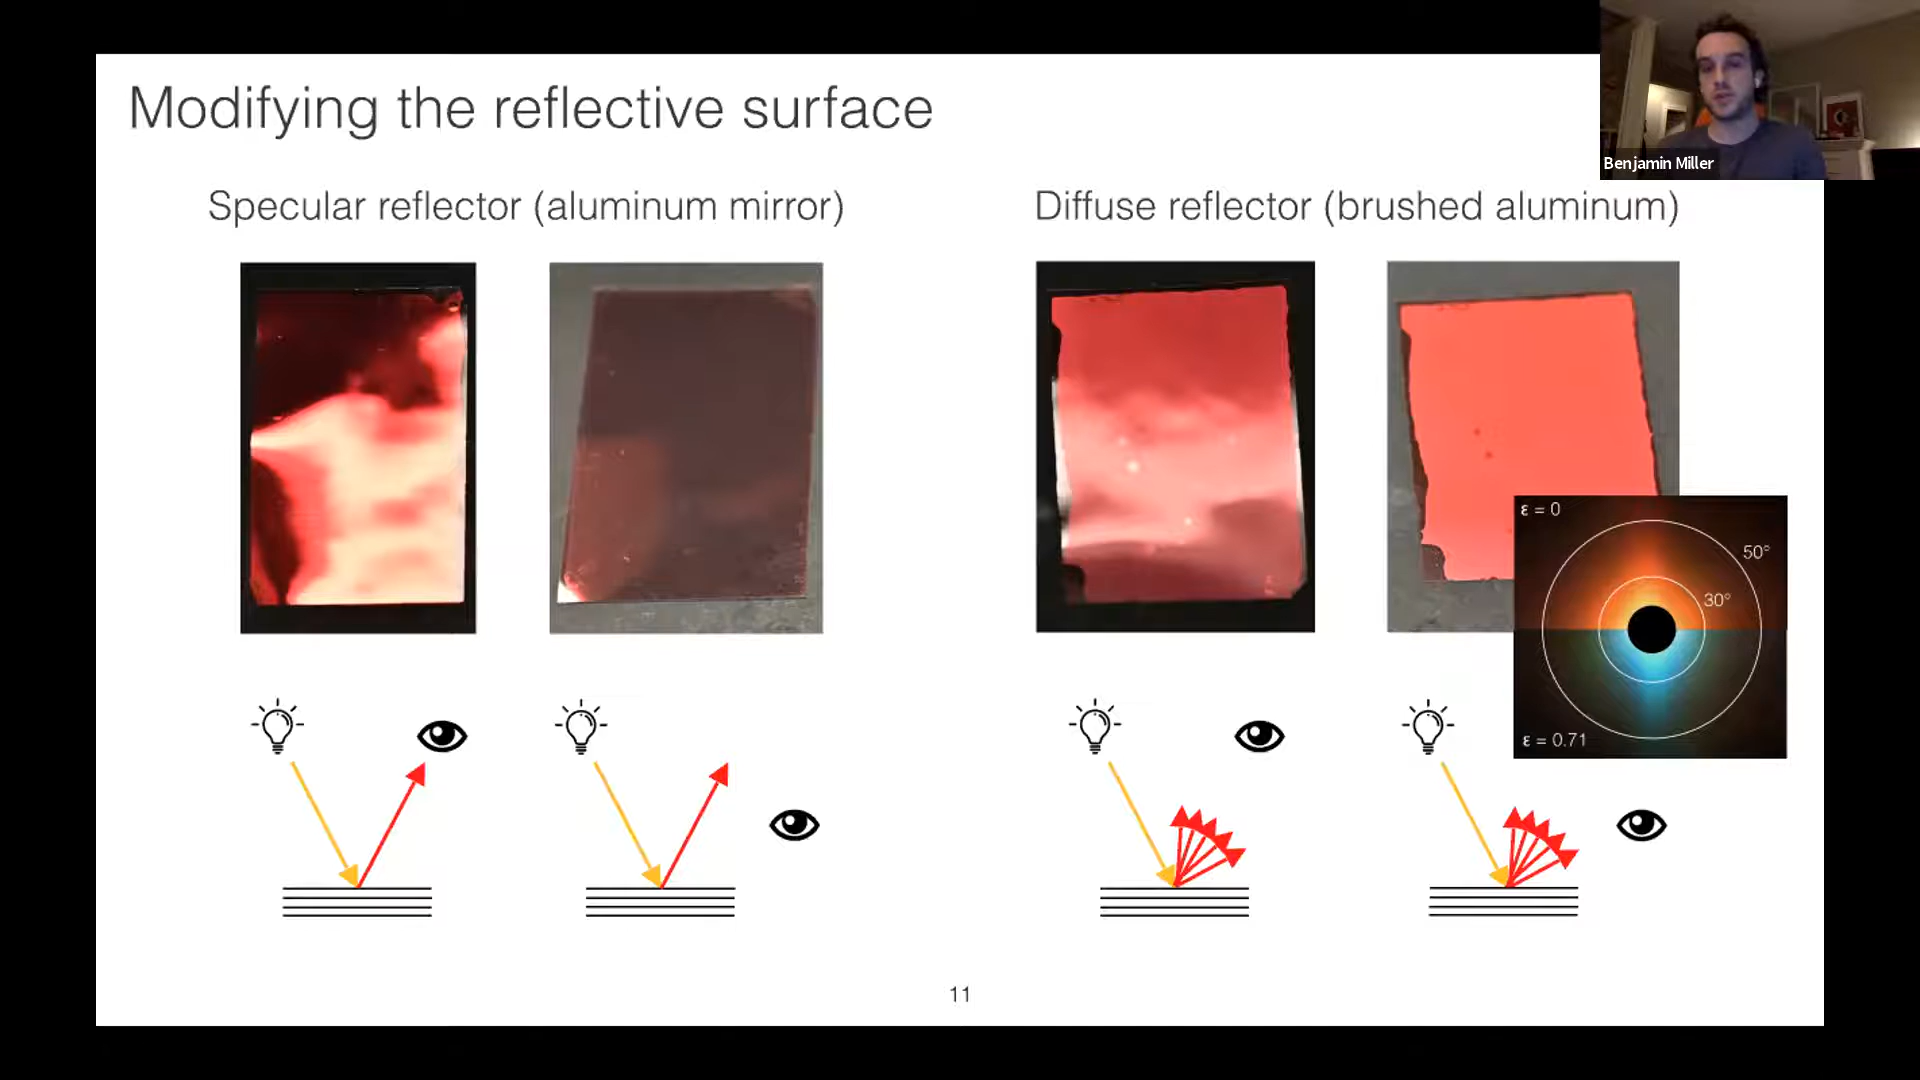 Modifying the reflective surface
Benjamin Miller
Specular reflector (aluminum mirror)
Diffuse reflector (brushed aluminum)
ε = 0
50°
30°
ε = 0.71
11